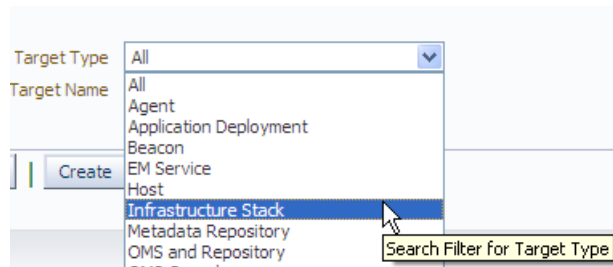 Target Type All
Target Name
All
Agent
Application Deployment
Beacon
EM Service
Create
Host
Infrastructure Stack
Metadata Repository
OMS and Repository
Search Filter for Target Type